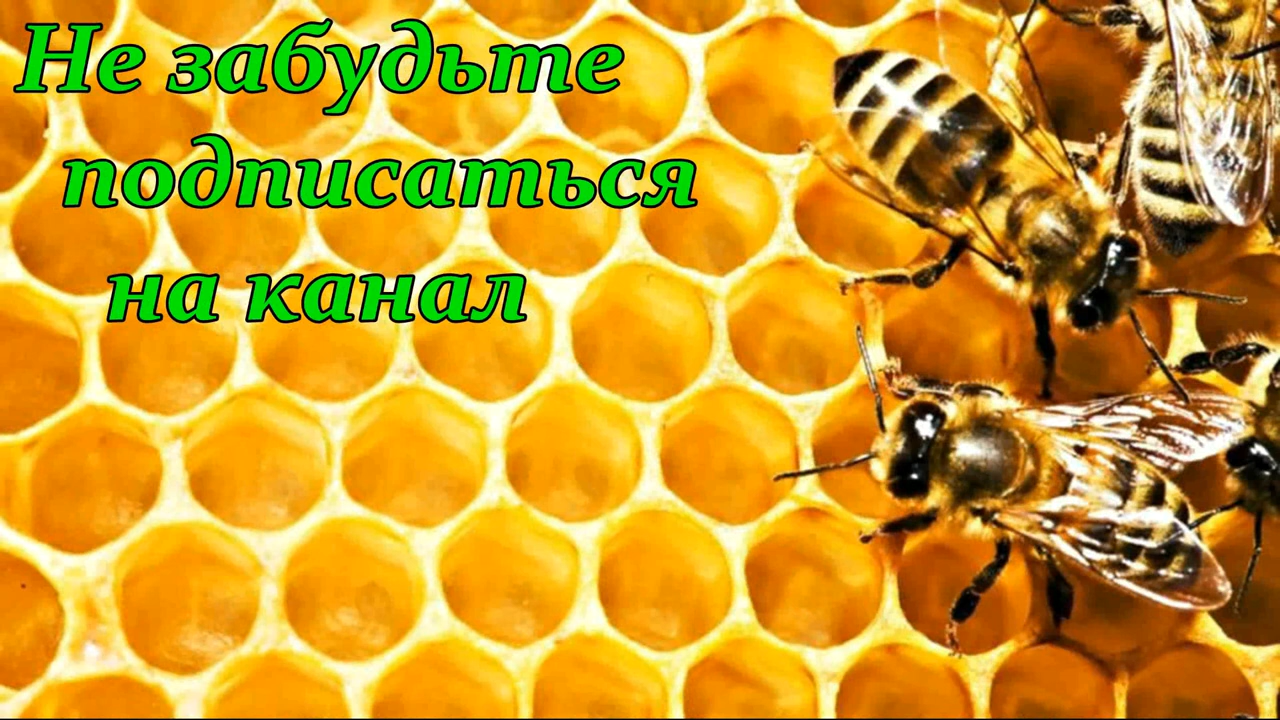 Не забудьте
подписаться
на канал